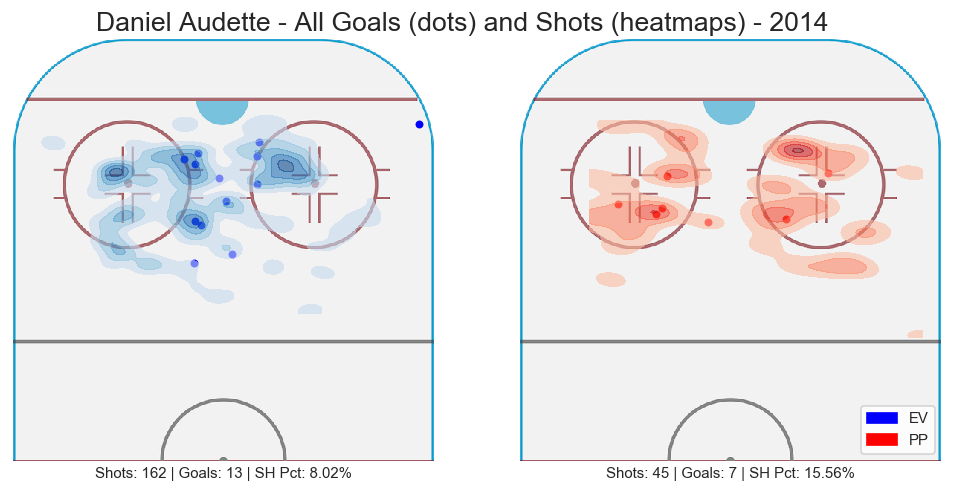 Daniel Audette - All Goals (dots) and Shots (heatmaps) - 2014
EV
PP
Shots: 162 | Goals: 13 | SH Pct: 8.02%
Shots: 45 | Goals: 7 | SH Pct: 15.56%